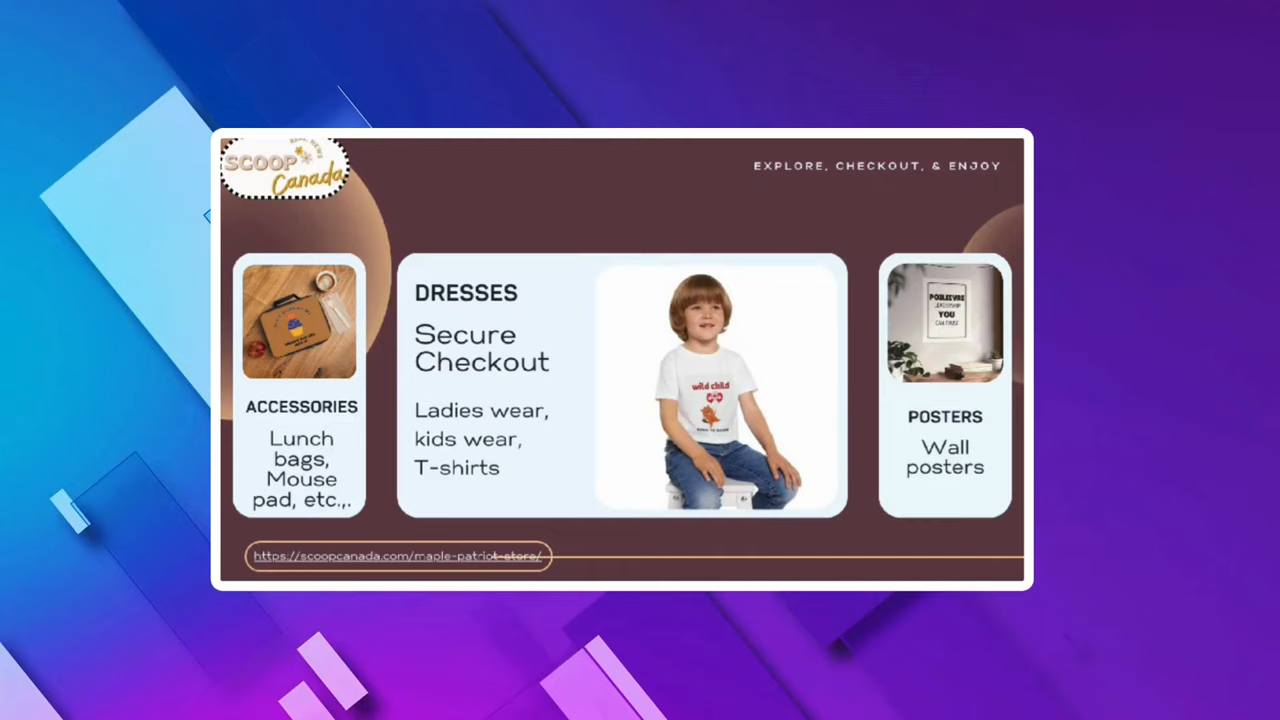 SCOOP
Canada
EXPLORE, CHECKOUT, & ENJOY
ACCESSORIES
Lunch
bags,
Mouse
pad, etc.,.
DRESSES
Secure
Checkout
Ladies wear,
kids wear,
T-shirts
wild child
POSTERS
Wall
posters
YOU
https://scoopcanada.com/maple-patriot-store/